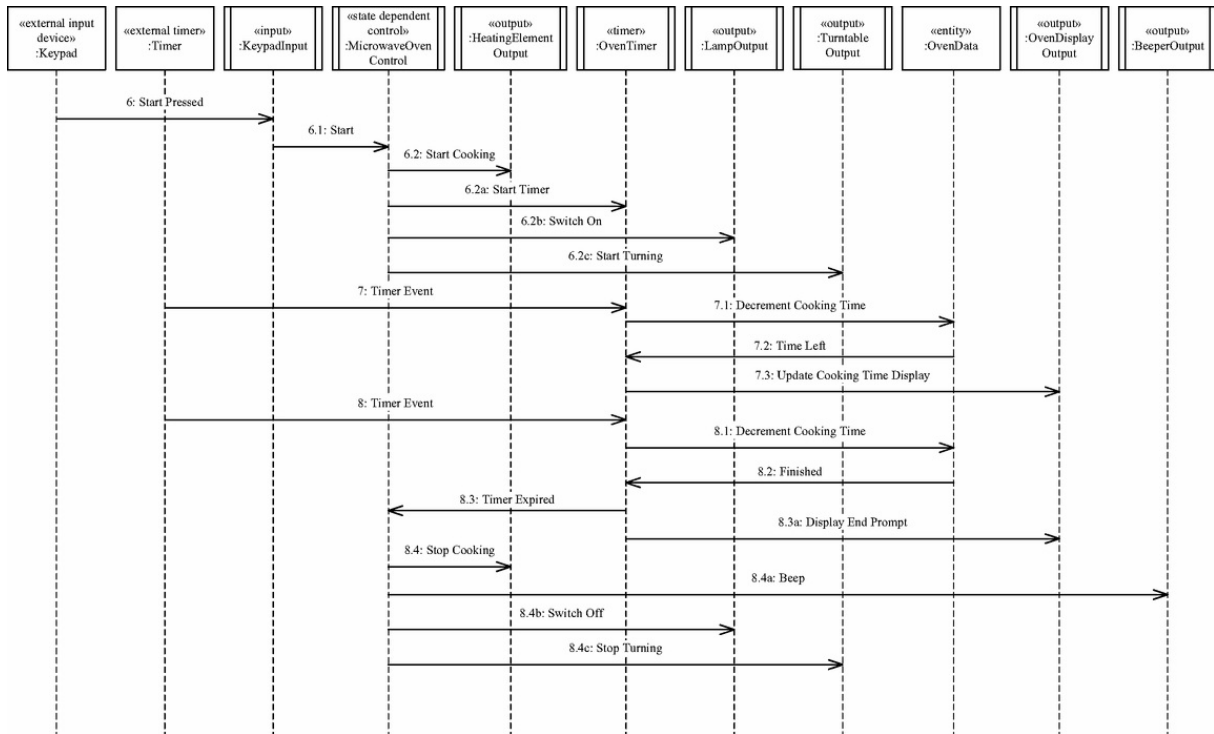 «external input
device»
:Keypad
«external timer»
:Timer
«input»
:KeypadInput
«state dependent
control»
:MicrowaveOven
Control
«output»
:HeatingElement
Output
«timer»
:OvenTimer
«output»
:LampOutput
«output»
:Turntable
Output
«entity»
:OvenData
«output»
:OvenDisplay
Output
«output»
:BeeperOutput
6: Start Pressed
6.1: Start
6.2: Start Cooking
6.2a: Start Timer
6.2b: Switch On
6.2c: Start Turning
7: Timer Event
7.1: Decrement Cooking Time
7.2: Time Left
7.3: Update Cooking Time Display
8: Timer Event
8.1: Decrement Cooking Time
8.2: Finished
8.3: Timer Expired
8.3a: Display End Prompt
8.4: Stop Cooking
8.4a: Beep
8.4b: Switch Off
8.4c: Stop Turning